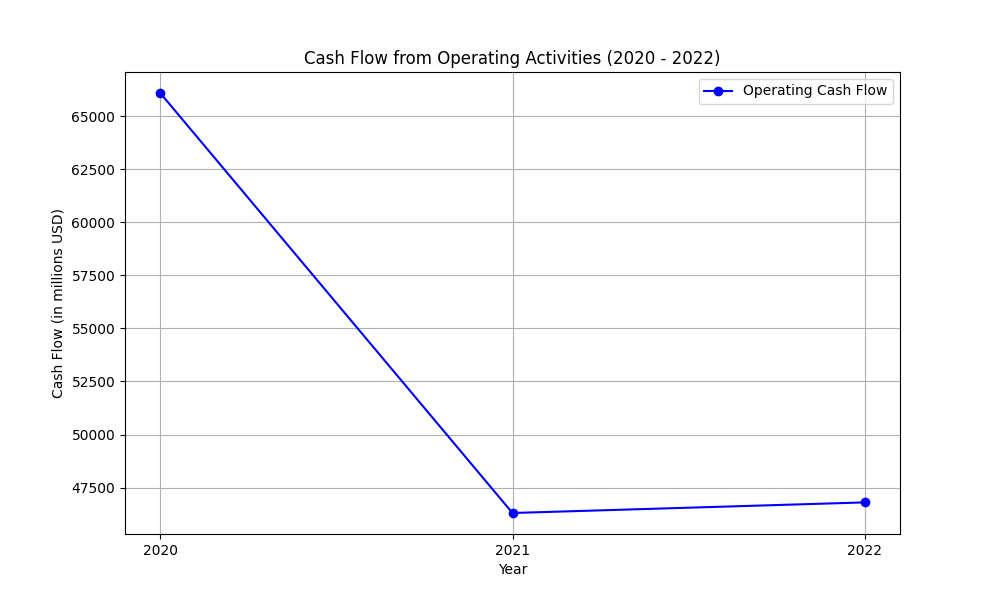 Cash Flow from Operating Activities (2020 - 2022)
Operating Cash Flow
Cash Flow (in millions USD)
65000
62500
60000
57500
55000
52500
50000
47500
2020 2021 2022
Year